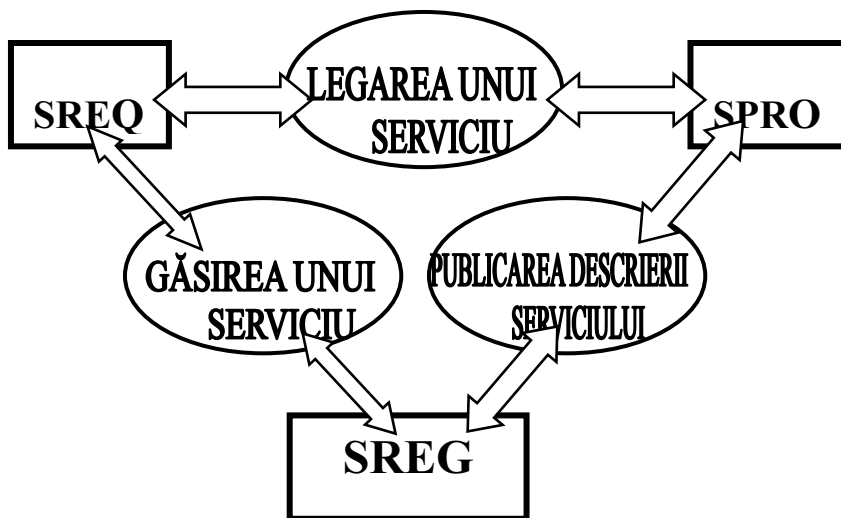 SREQ
LEGAREA UNUI
SERVICIU
SPRO
GĂSIREA UNUI
SERVICIU
PUBLICAREA DESCRIERII
SERVICIULUI
SREG